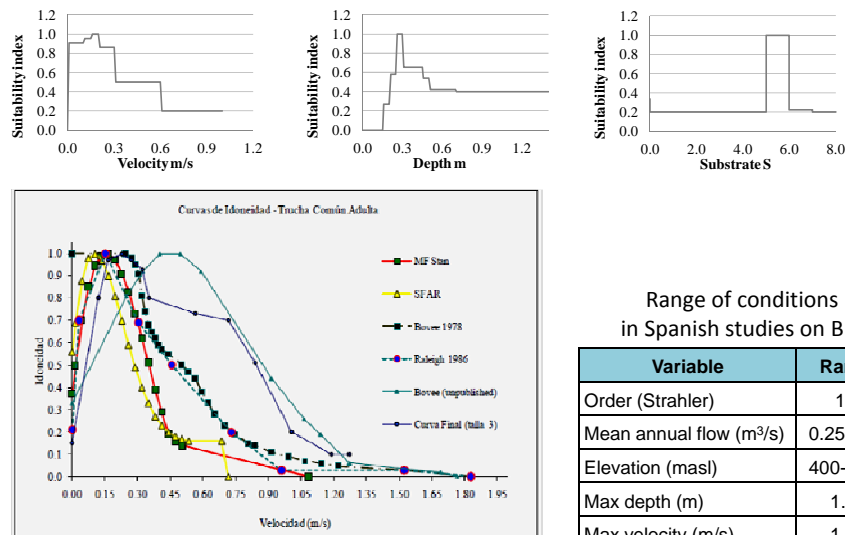 1.2
1.0
0.8
0.6
0.4
0.2
0.0
Suitability index
0.0 0.3 0.6 0.9 1.2
Velocity m/s
1.2
1.0
0.8
0.6
0.4
0.2
0.0
Suitability index
0.0 0.3 0.6 0.9 1.2
Depth m
1.2
1.0
0.8
0.6
0.4
0.2
0.0
Suitability index
0.0 2.0 4.0 6.0 8.0
Substrate S
Curvas de Idoneidad - Trucha Común Adulta
1.0
0.9
0.8
0.7
0.6
0.5
0.4
0.3
0.2
0.1
0.0
Idoneidad
0.00 0.15 0.30 0.45 0.60 0.75 0.90 1.05 1.20 1.35 1.50 1.65 1.80 1.95
Velocidad (m/s)
MF Stan
SFAR
Bovee 1978
Raleigh 1986
Bovee (unpublished)
Curva Final (talla 3)
Range of conditions
in Spanish studies on B
Variable Ra
Order (Strahler) 1
Mean annual flow (m³/s) 0.25
Elevation (masl) 400-
Max depth (m) 1.
Max velocity (m/s) 1